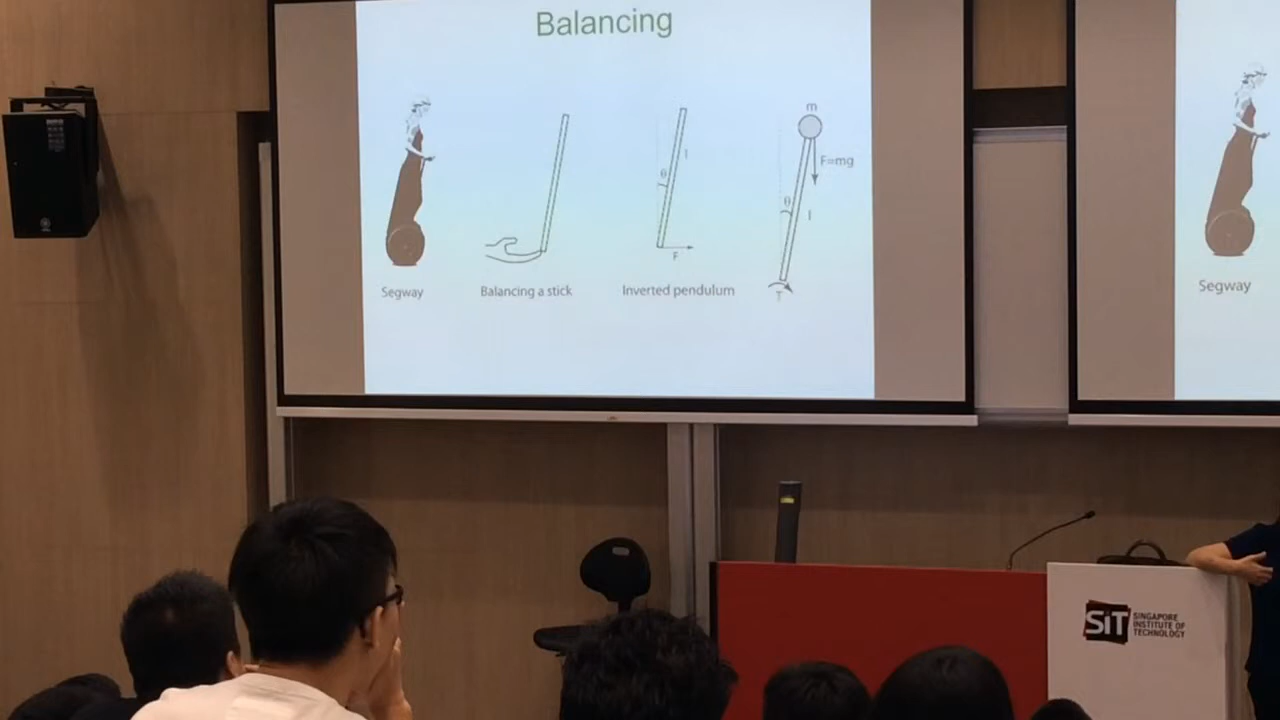 Balancing
m
F=mg
θ
l
θ
l
F
T
Segway
Balancing a stick
Inverted pendulum
Segway
SiT
SINGAPORE
INSTITUTE OF
TECHNOLOGY